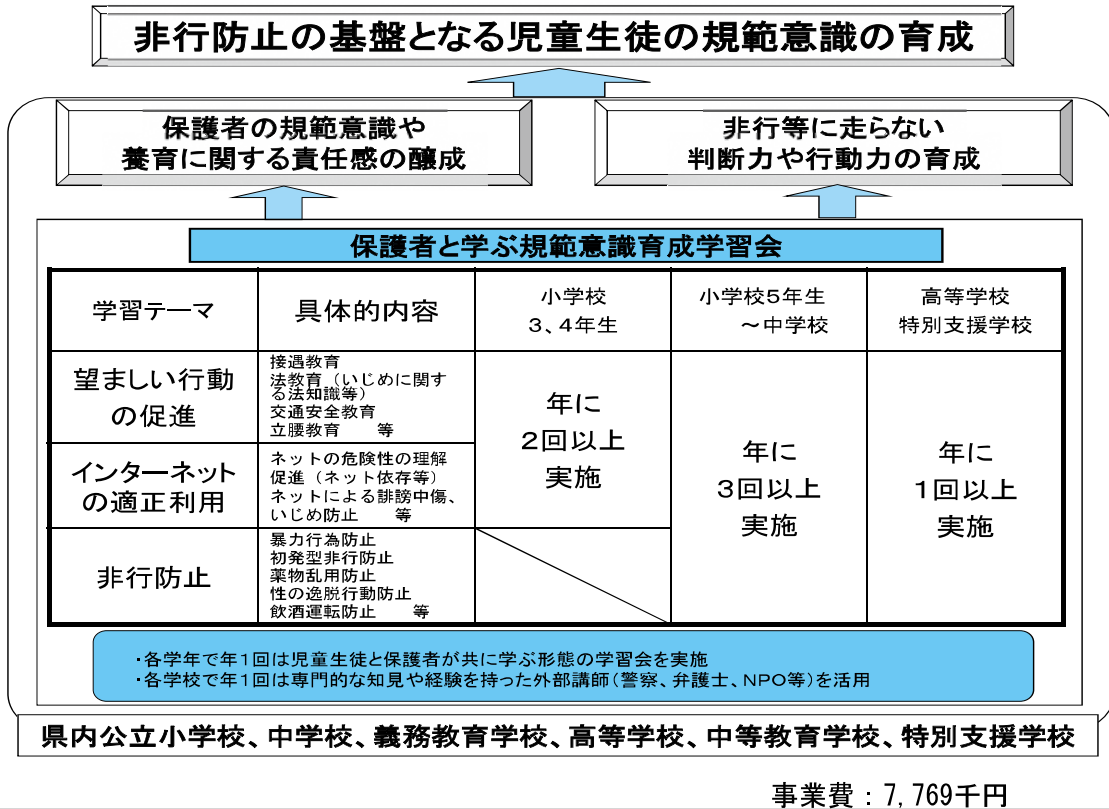 非行防止の基盤となる児童生徒の規範意識の育成
保護者の規範意識や
養育に関する責任感の醸成
非行等に走らない
判断力や行動力の育成
保護者と学ぶ規範意識育成学習会
学習テーマ
具体的内容
小学校
3、4年生
小学校5年生
～中学校
高等学校
特別支援学校
望ましい行動
の促進
接遇教育
法教育（いじめに関す
る法知識等）
交通安全教育
立腰教育　等
年に
2回以上
実施
年に
3回以上
実施
年に
1回以上
実施
インターネット
の適正利用
ネットの危険性の理解
促進（ネット依存等）
ネットによる誹謗中傷、
いじめ防止　等
非行防止
暴力行為防止
初発型非行防止
薬物乱用防止
性の逸脱行動防止
飲酒運転防止　等
・各学年で年1回は児童生徒と保護者が共に学ぶ形態の学習会を実施
・各学校で年1回は専門的な知見や経験を持った外部講師(警察、弁護士、NPO等)を活用
県内公立小学校、中学校、義務教育学校、高等学校、中等教育学校、特別支援学校
事業費：7,769千円